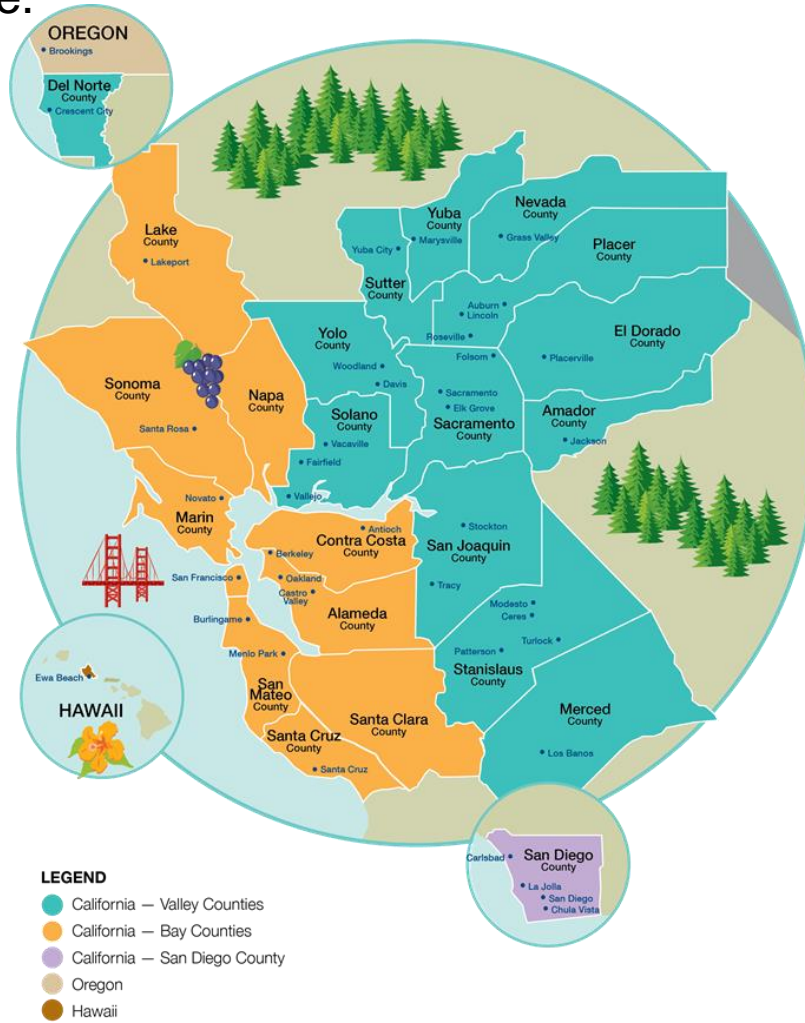 e.
OREGON
Brookings
Del Norte
County
Crescent City
Lake
County
Lakeport
Yuba
County
Marysville
Yuba City
Nevada
County
Grass Valley
Placer
County
Sutter
County
Auburn
Lincoln
Roseville
El Dorado
County
Placerville
Yolo
County
Woodland
Davis
Folsom
Sacramento
Elk Grove
Sacramento
County
Amador
County
Jackson
Sonoma
County
Santa Rosa
Napa
County
Solano
County
Vacaville
Fairfield
Vallejo
Novato
Marin
County
Antioch
Contra Costa
County
Berkeley
San Francisco
Oakland
Castro
Valley
Alameda
County
Stockton
San Joaquin
County
Tracy
Burlingame
Menlo Park
San
Mateo
County
Modesto
Ceres
Turlock
Patterson
Stanislaus
County
Santa Clara
County
Santa Cruz
County
Santa Cruz
Merced
County
Los Banos
Ewa Beach
HAWAII
Carlsbad
San Diego
County
La Jolla
San Diego
Chula Vista
LEGEND
California — Valley Counties
California — Bay Counties
California — San Diego County
Oregon
Hawaii